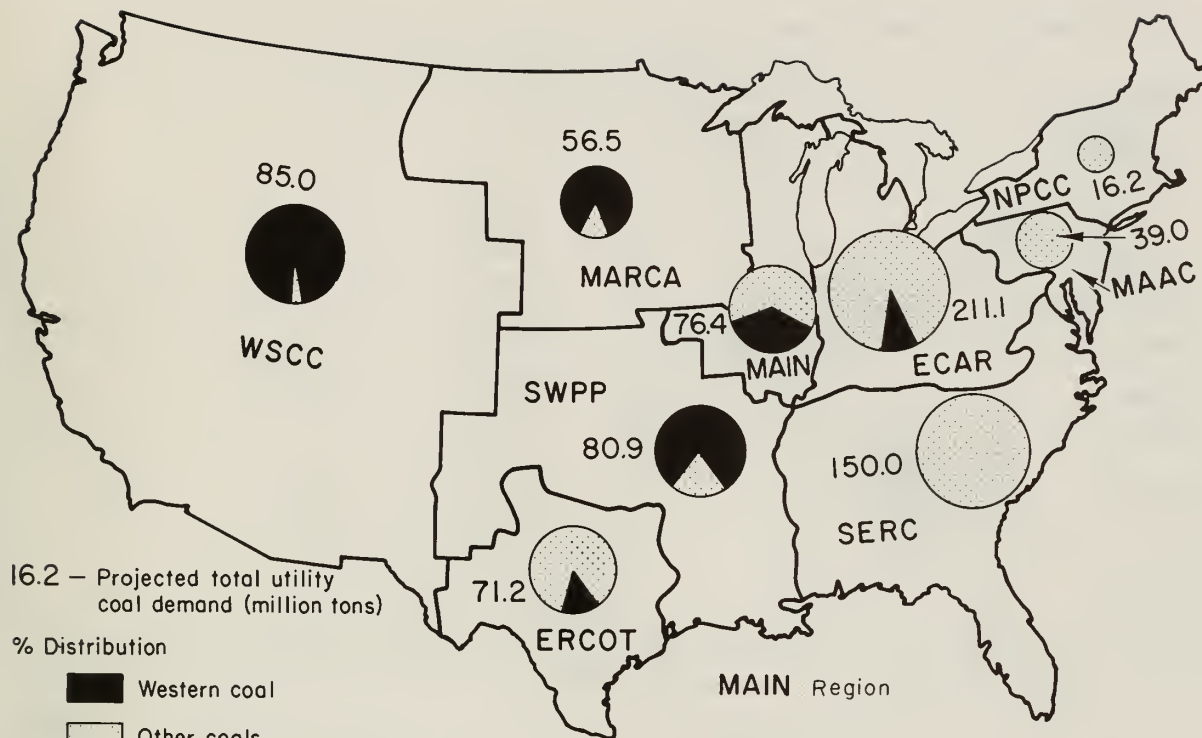 85.0
WSCC
56.5
MARCA
NPCC 16.2
39.0
MAAC
76.4
MAIN
211.1
ECAR
SWPP
80.9
150.0
SERC
71.2
ERCOT
16.2 – Projected total utility
coal demand (million tons)
% Distribution
Western coal
Other coals
MAIN Region